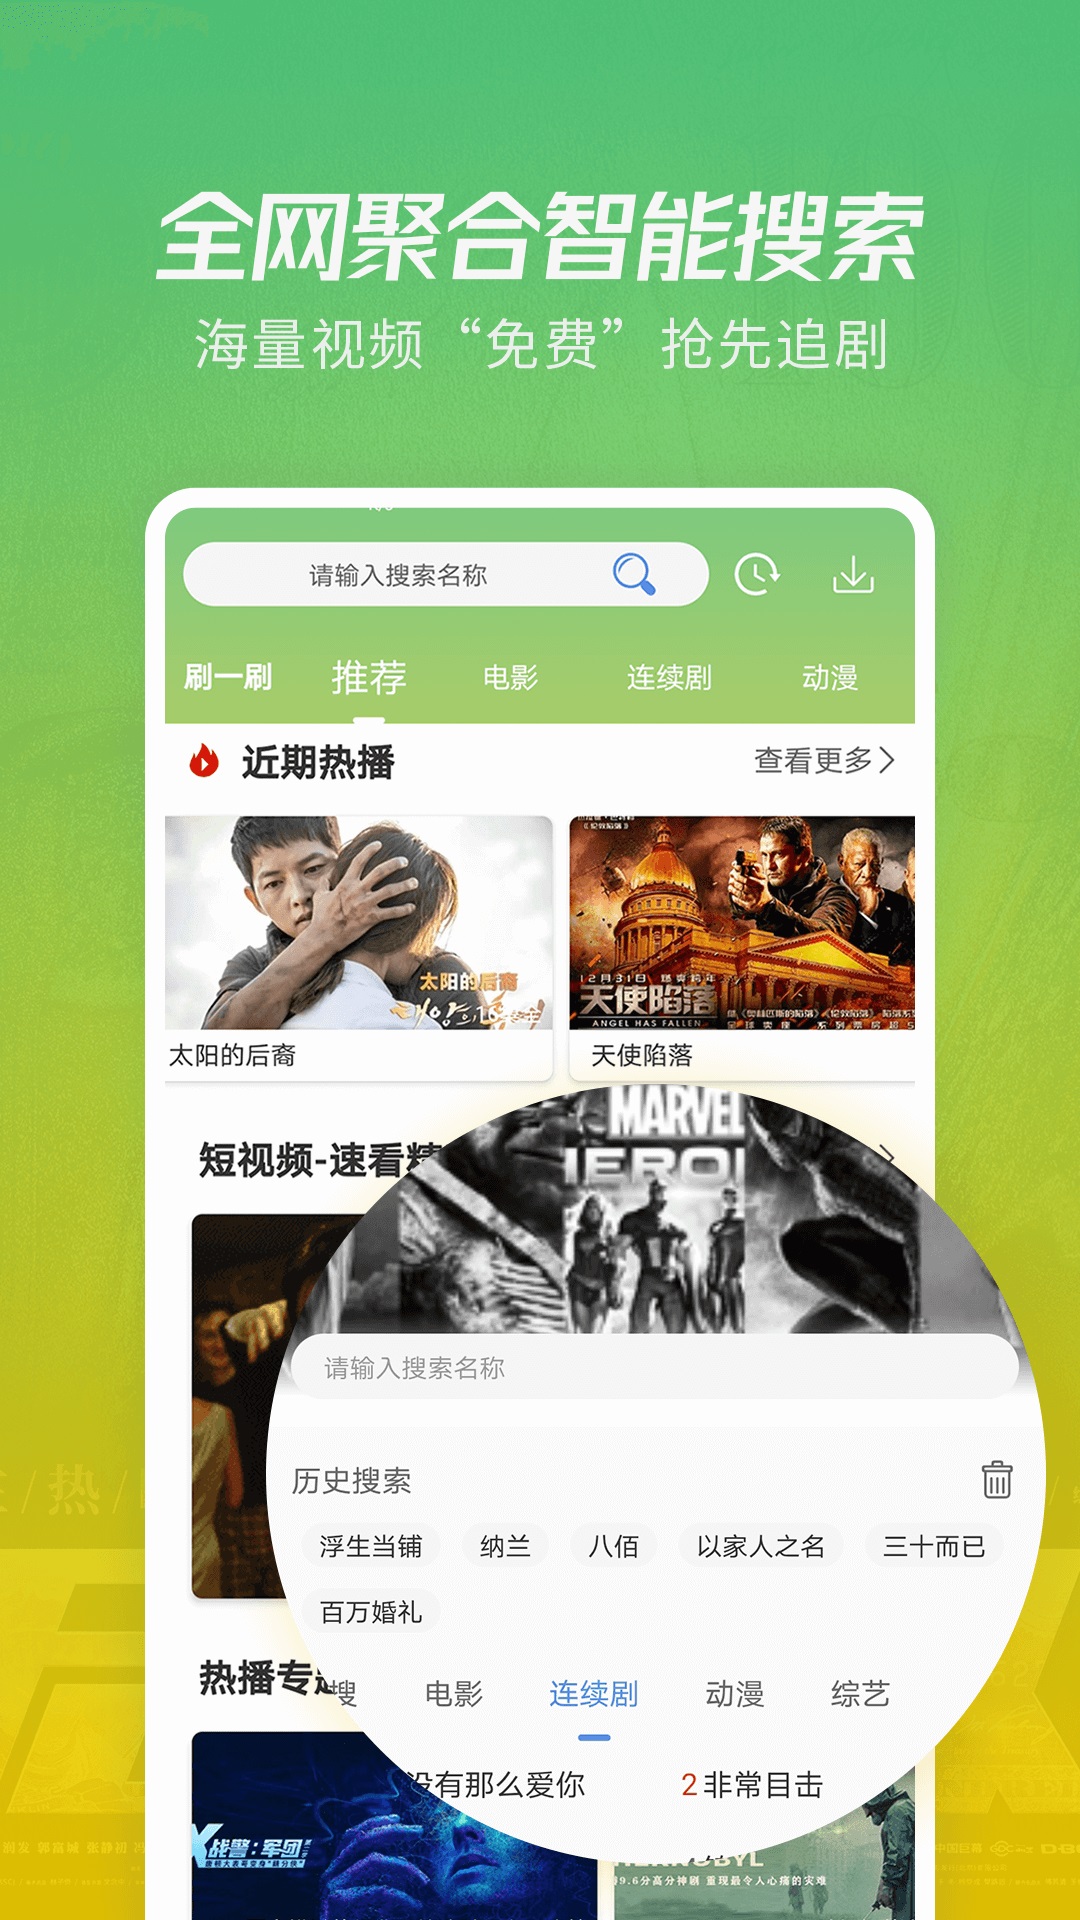 全网聚合智能搜索
海量视频“免费”抢先追剧
请输入搜索名称
刷一刷 推荐 电影 连续剧 动漫
近期热播 查看更多
太阳的后裔
12月31日
天使陷落
ANGEL HAS FALLEN
太阳的后裔 天使陷落
短视频-速看精
MARVEL
HEROI
请输入搜索名称
历史搜索
浮生当铺 纳兰 八佰 以家人之名 三十而已
百万婚礼
热播专
搜 电影 连续剧 动漫 综艺
没有那么爱你 2 非常目击
X战警:军团
高分神剧 重现最令人心痛的灾难
热